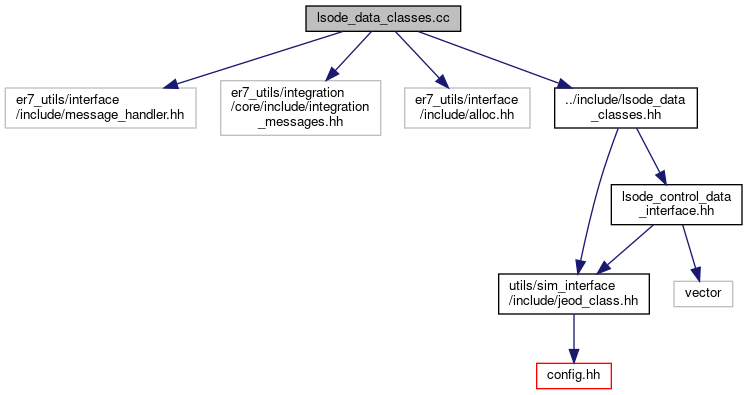 lsode_data_classes.cc
er7_utils/interface
/include/message_handler.hh
er7_utils/integration
/core/include/integration
_messages.hh
er7_utils/interface
/include/alloc.hh
../include/lsode_data
_classes.hh
lsode_control_data
_interface.hh
utils/sim_interface
/include/jeod_class.hh
vector
config.hh